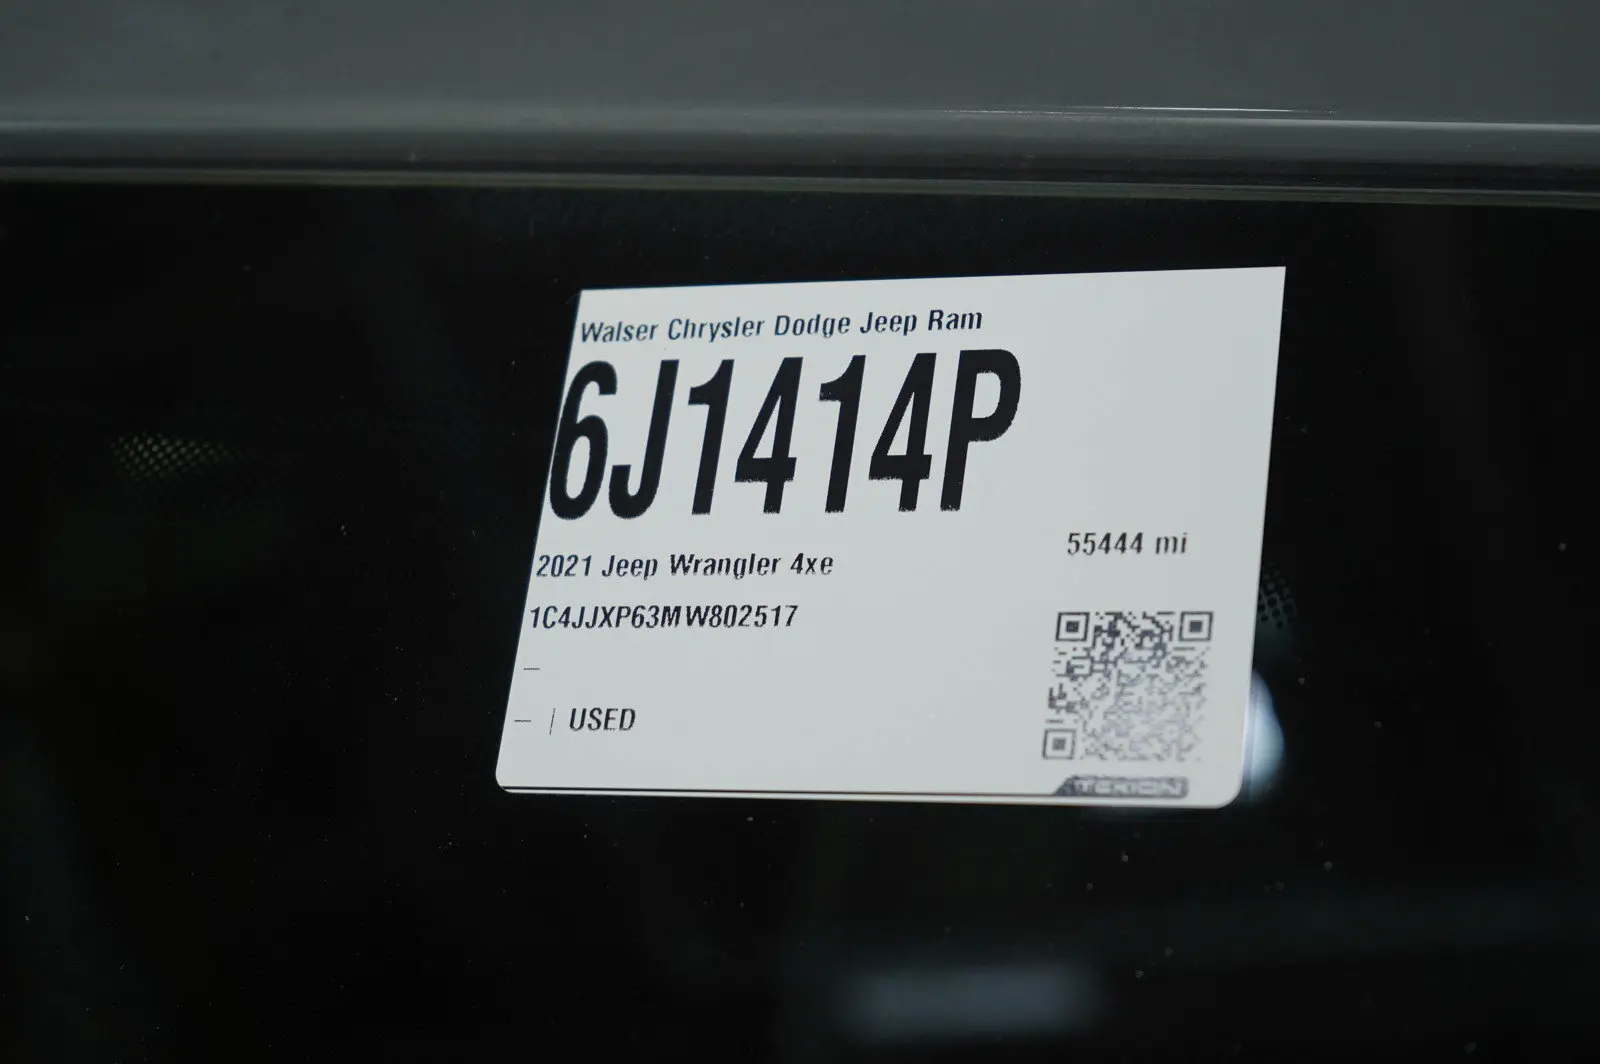 Walser Chrysler Dodge Jeep Ram
6J1414P
2021 Jeep Wrangler 4xe
55444 mi
1C4JJXP63MW802517
—
— | USED
TEKION